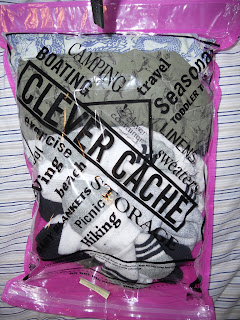 CAMPING
BOATING
travel
Seasonal
TODDLER T
LINENS
CLEVER CACHE
sweaters
exercise
beach
BLANKETS
STORAGE
Picnic
Hiking